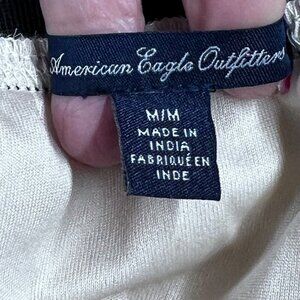 American Eagle Outfitters
M/M
MADE IN
INDIA
FABRIQUÉ EN
INDE